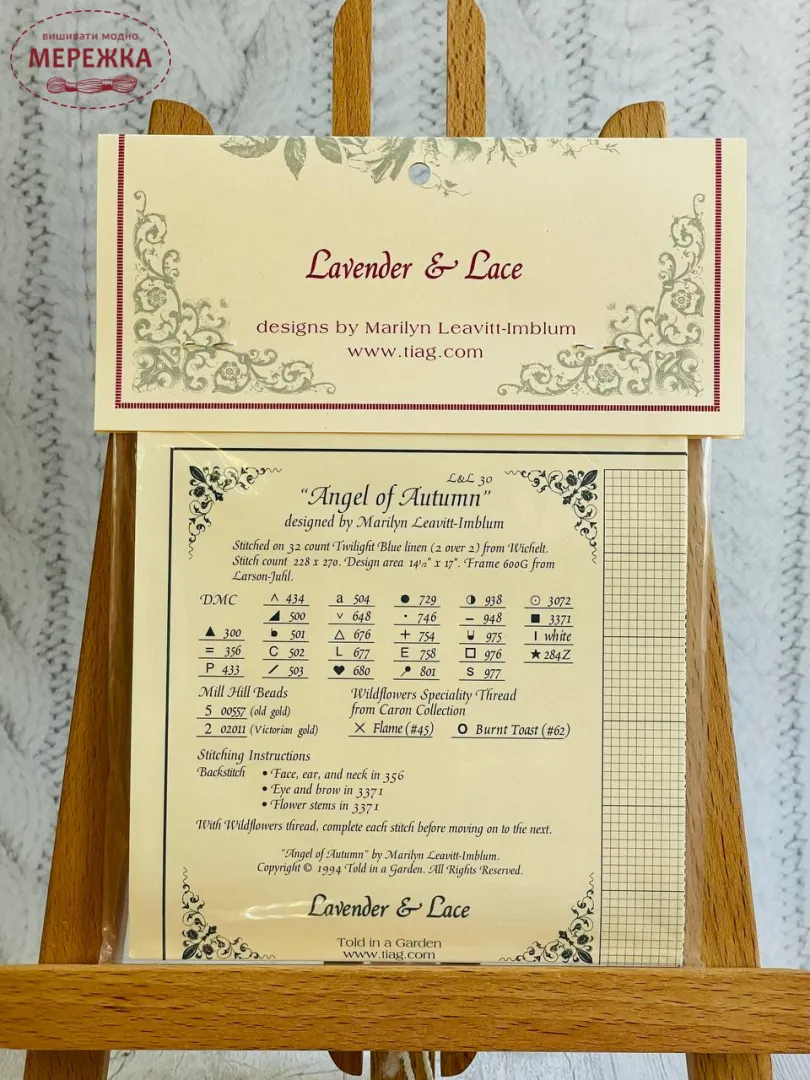 вишивати модно
МЕРЕЖКА
Lavender & Lace
designs by Marilyn Leavitt-Imblum
www.tiag.com
L&L 30
"Angel of Autumn"
designed by Marilyn Leavitt-Imblum
Stitched on 32 count Twilight Blue linen (2 over 2) from Wichelt.
Stitch count 228 x 270. Design area 14½" x 17". Frame 600G from
Larson-Juhl.
DMC ^ 434 a 504 ● 729 ◑ 938 ⊙ 3072
◢ 500 v 648 · 746 – 948 ■ 3371
▲ 300 501 △ 676 + 754 975 I white
= 356 C 502 L 677 E 758 □ 976 ★ 284Z
P 433 / 503 ♥ 680 801 S 977
Mill Hill Beads Wildflowers Speciality Thread
from Caron Collection
5 00557 (old gold)
2 02011 (Victorian gold) × Flame (#45) O Burnt Toast (#62)
Stitching Instructions
Backstitch • Face, ear, and neck in 356
• Eye and brow in 3371
• Flower stems in 3371
With Wildflowers thread, complete each stitch before moving on to the next.
"Angel of Autumn" by Marilyn Leavitt-Imblum.
Copyright © 1994 Told in a Garden. All Rights Reserved.
Lavender & Lace
Told in a Garden
www.tiag.com